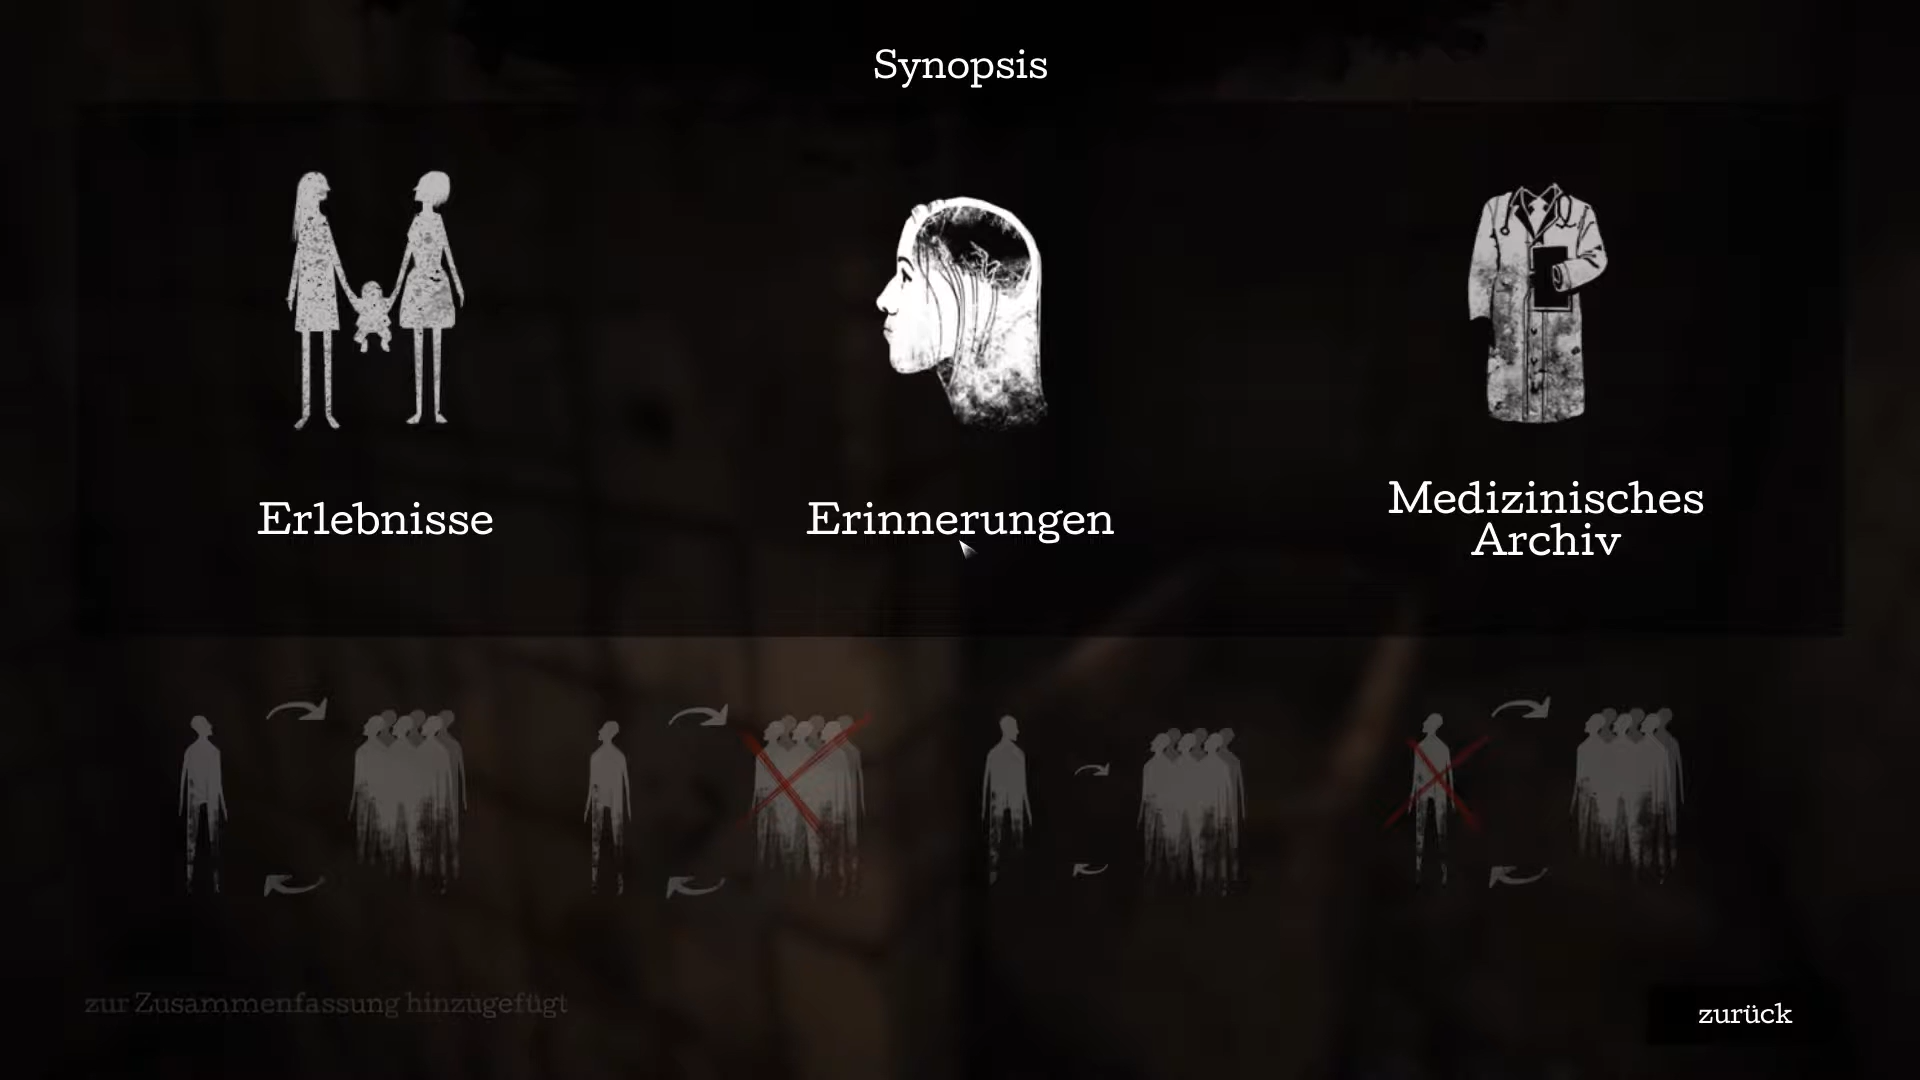 Synopsis
Erlebnisse
Erinnerungen
Medizinisches
Archiv
zur Zusammenfassung hinzugefügt
zurück